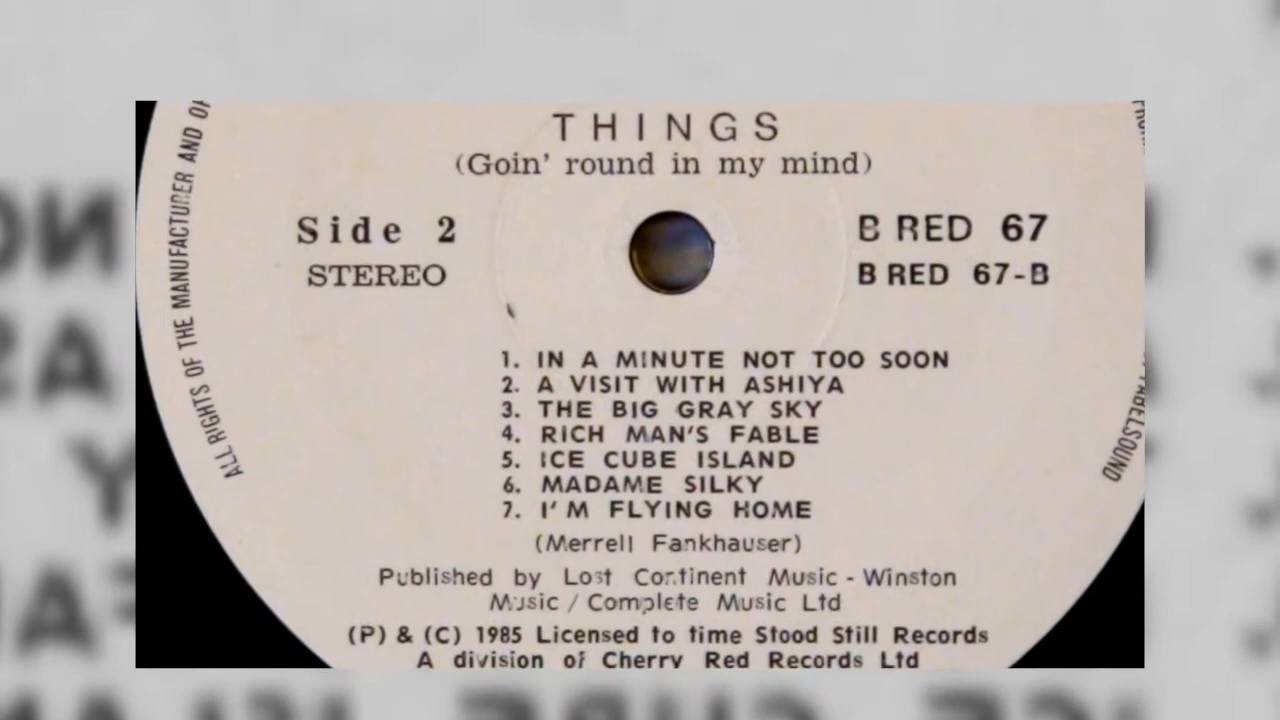 THINGS
(Goin' round in my mind)
Side 2
STEREO
B RED 67
B RED 67-B
1. IN A MINUTE NOT TOO SOON
2. A VISIT WITH ASHIYA
3. THE BIG GRAY SKY
4. RICH MAN'S FABLE
5. ICE CUBE ISLAND
6. MADAME SILKY
7. I'M FLYING HOME
(Merrell Fankhauser)
Published by Lost Continent Music - Winston
Music / Complete Music Ltd
(P) & (C) 1985 Licensed to time Stood Still Records
A division of Cherry Red Records Ltd
ALL RIGHTS OF THE MANUFACTURER AND OF